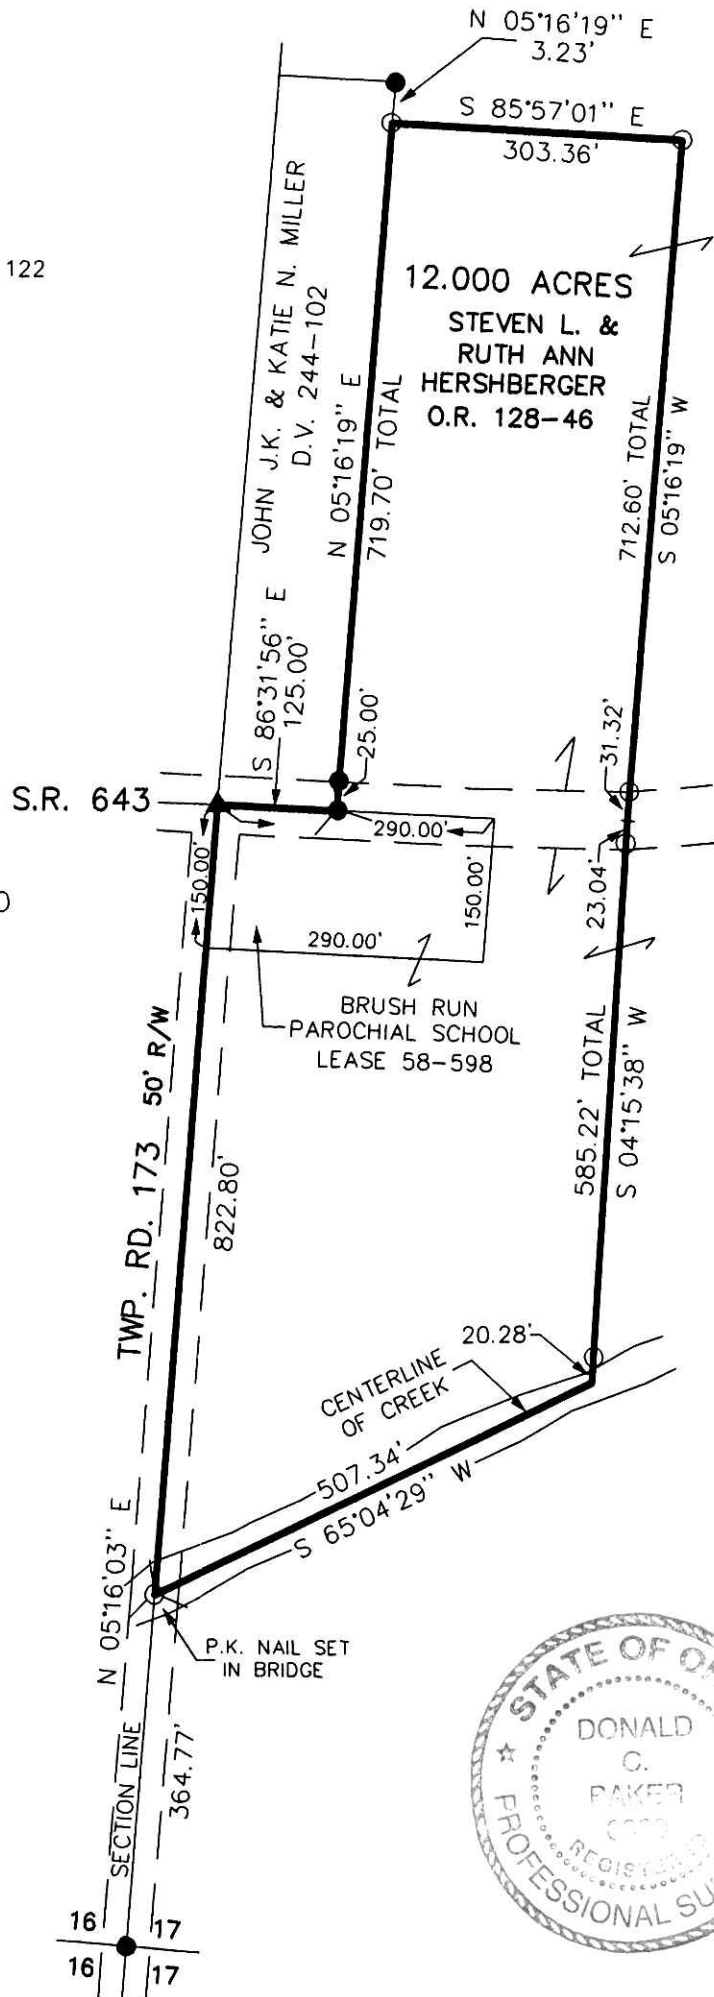 N 05°16'19" E
3.23'
S 85°57'01" E
303.36'
122
12.000 ACRES
STEVEN L. &
RUTH ANN
HERSHBERGER
O.R. 128-46
JOHN J.K. & KATIE N. MILLER
D.V. 244-102
N 05°16'19" E
719.70' TOTAL
712.60' TOTAL
S 05°16'19" W
S 86°31'56" E
125.00'
25.00'
31.32'
S.R. 643
290.00'
150.00'
150.00'
23.04'
290.00'
BRUSH RUN
PAROCHIAL SCHOOL
LEASE 58-598
TWP. RD. 173 50' R/W
822.80'
585.22' TOTAL
S 04°15'38" W
20.28'
CENTERLINE
OF CREEK
507.34'
S 65°04'29" W
N 05°16'03" E
P.K. NAIL SET
IN BRIDGE
SECTION LINE
364.77'
16 17
16 17
STATE OF
DONALD
C.
BAKER
PROFESSIONAL